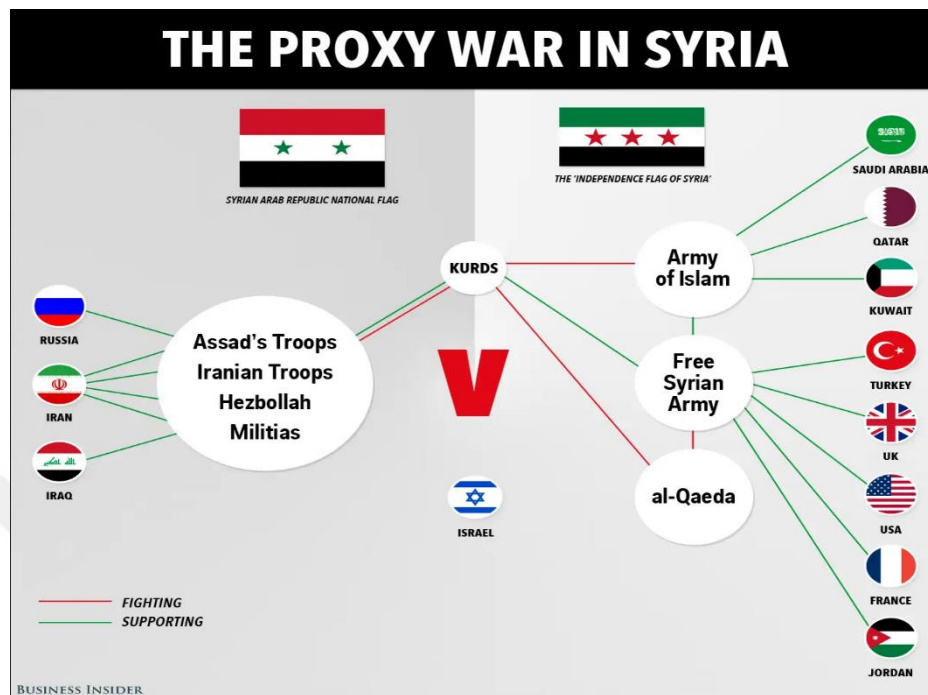 THE PROXY WAR IN SYRIA
SYRIAN ARAB REPUBLIC NATIONAL FLAG
THE 'INDEPENDENCE FLAG OF SYRIA'
SAUDI ARABIA
QATAR
KUWAIT
TURKEY
UK
USA
FRANCE
JORDAN
KURDS
Army
of Islam
Free
Syrian
Army
al-Qaeda
RUSSIA
IRAN
IRAQ
Assad's Troops
Iranian Troops
Hezbollah
Militias
V
ISRAEL
FIGHTING
SUPPORTING
BUSINESS INSIDER